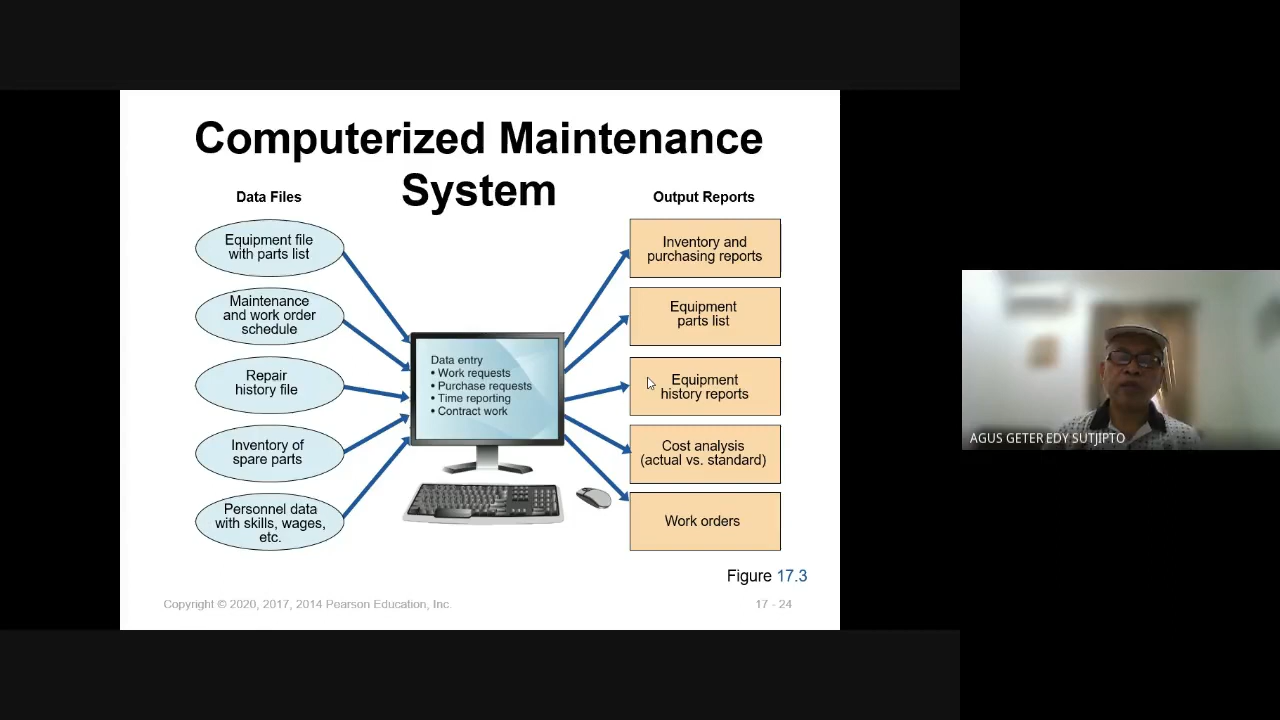 Computerized Maintenance
System
Data Files
Equipment file
with parts list
Maintenance
and work order
schedule
Repair
history file
Inventory of
spare parts
Personnel data
with skills, wages,
etc.
Data entry
• Work requests
• Purchase requests
• Time reporting
• Contract work
Output Reports
Inventory and
purchasing reports
Equipment
parts list
Equipment
history reports
Cost analysis
(actual vs. standard)
Work orders
Figure 17.3
Copyright © 2020, 2017, 2014 Pearson Education, Inc.
17 - 24
AGUS GETER EDY SUTJIPTO